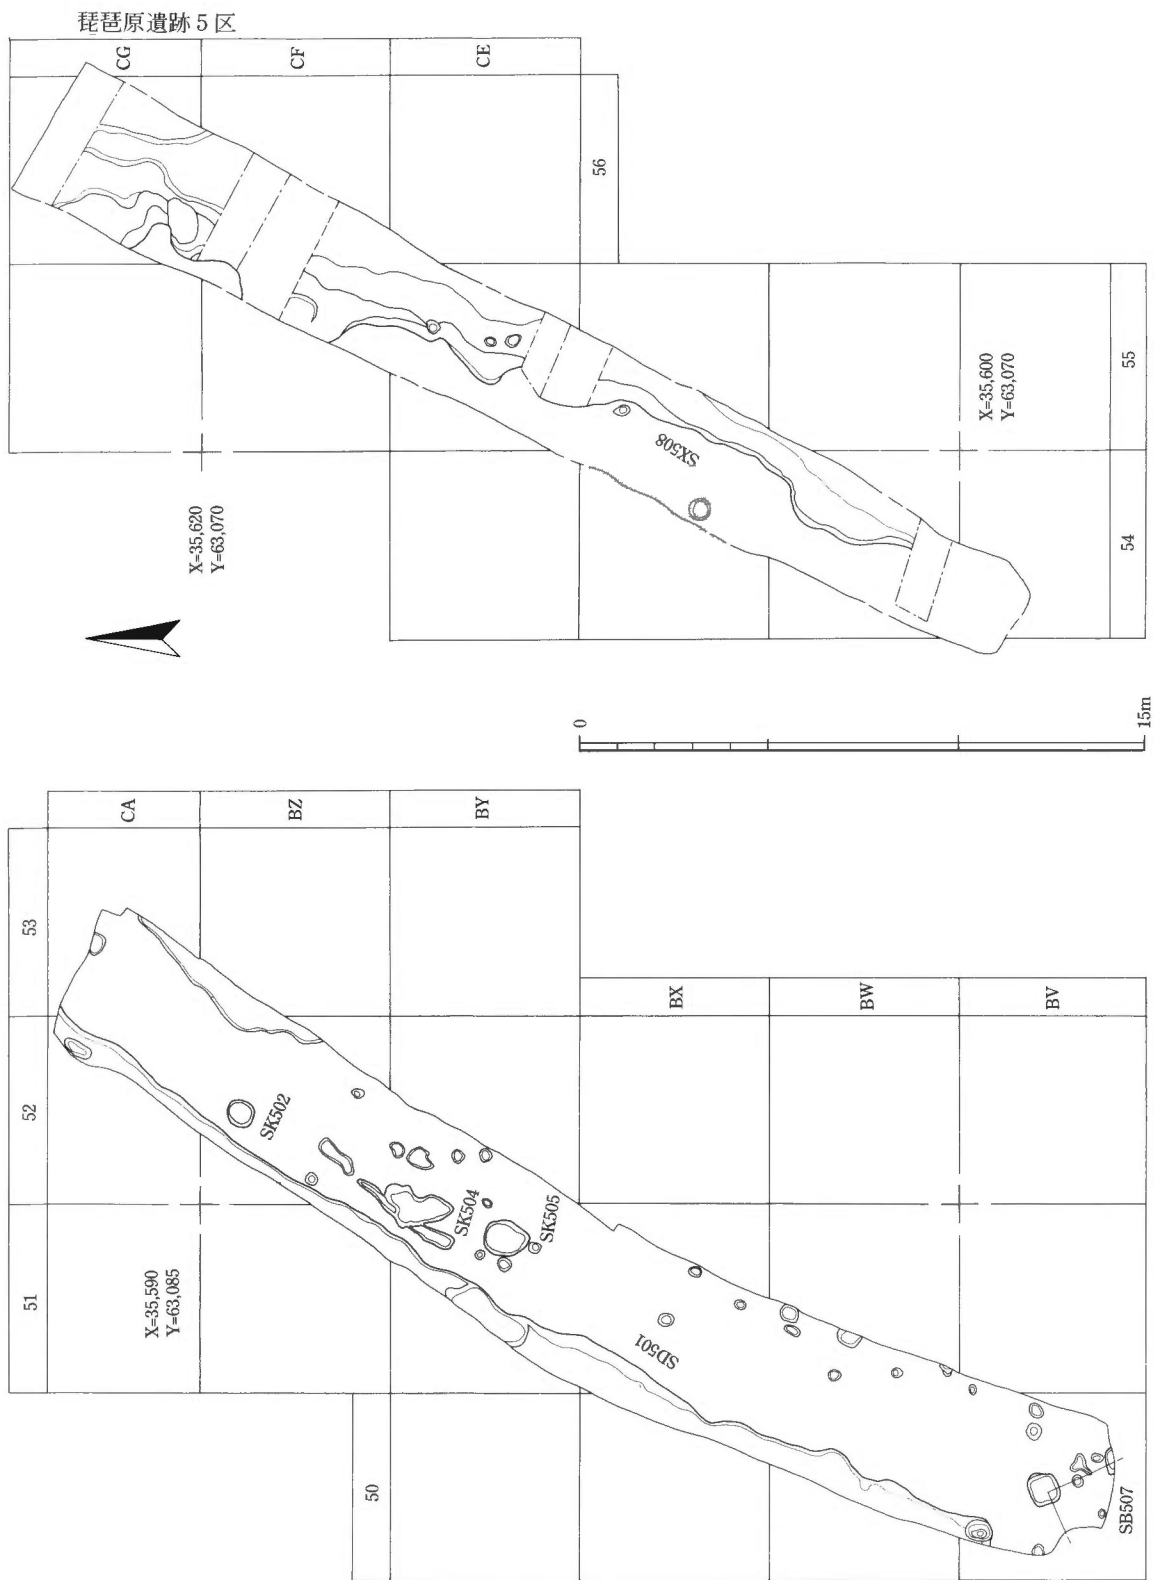 琵琶原遺跡5区
CG
CF
CE
56
55
54
X=35,620
Y=63,070
X=35,600
Y=63,070
SX508
0
15m
CA
BZ
BY
BX
BW
BV
53
52
51
50
X=35,590
Y=63,085
SK502
SK504
SK505
SD501
SB507